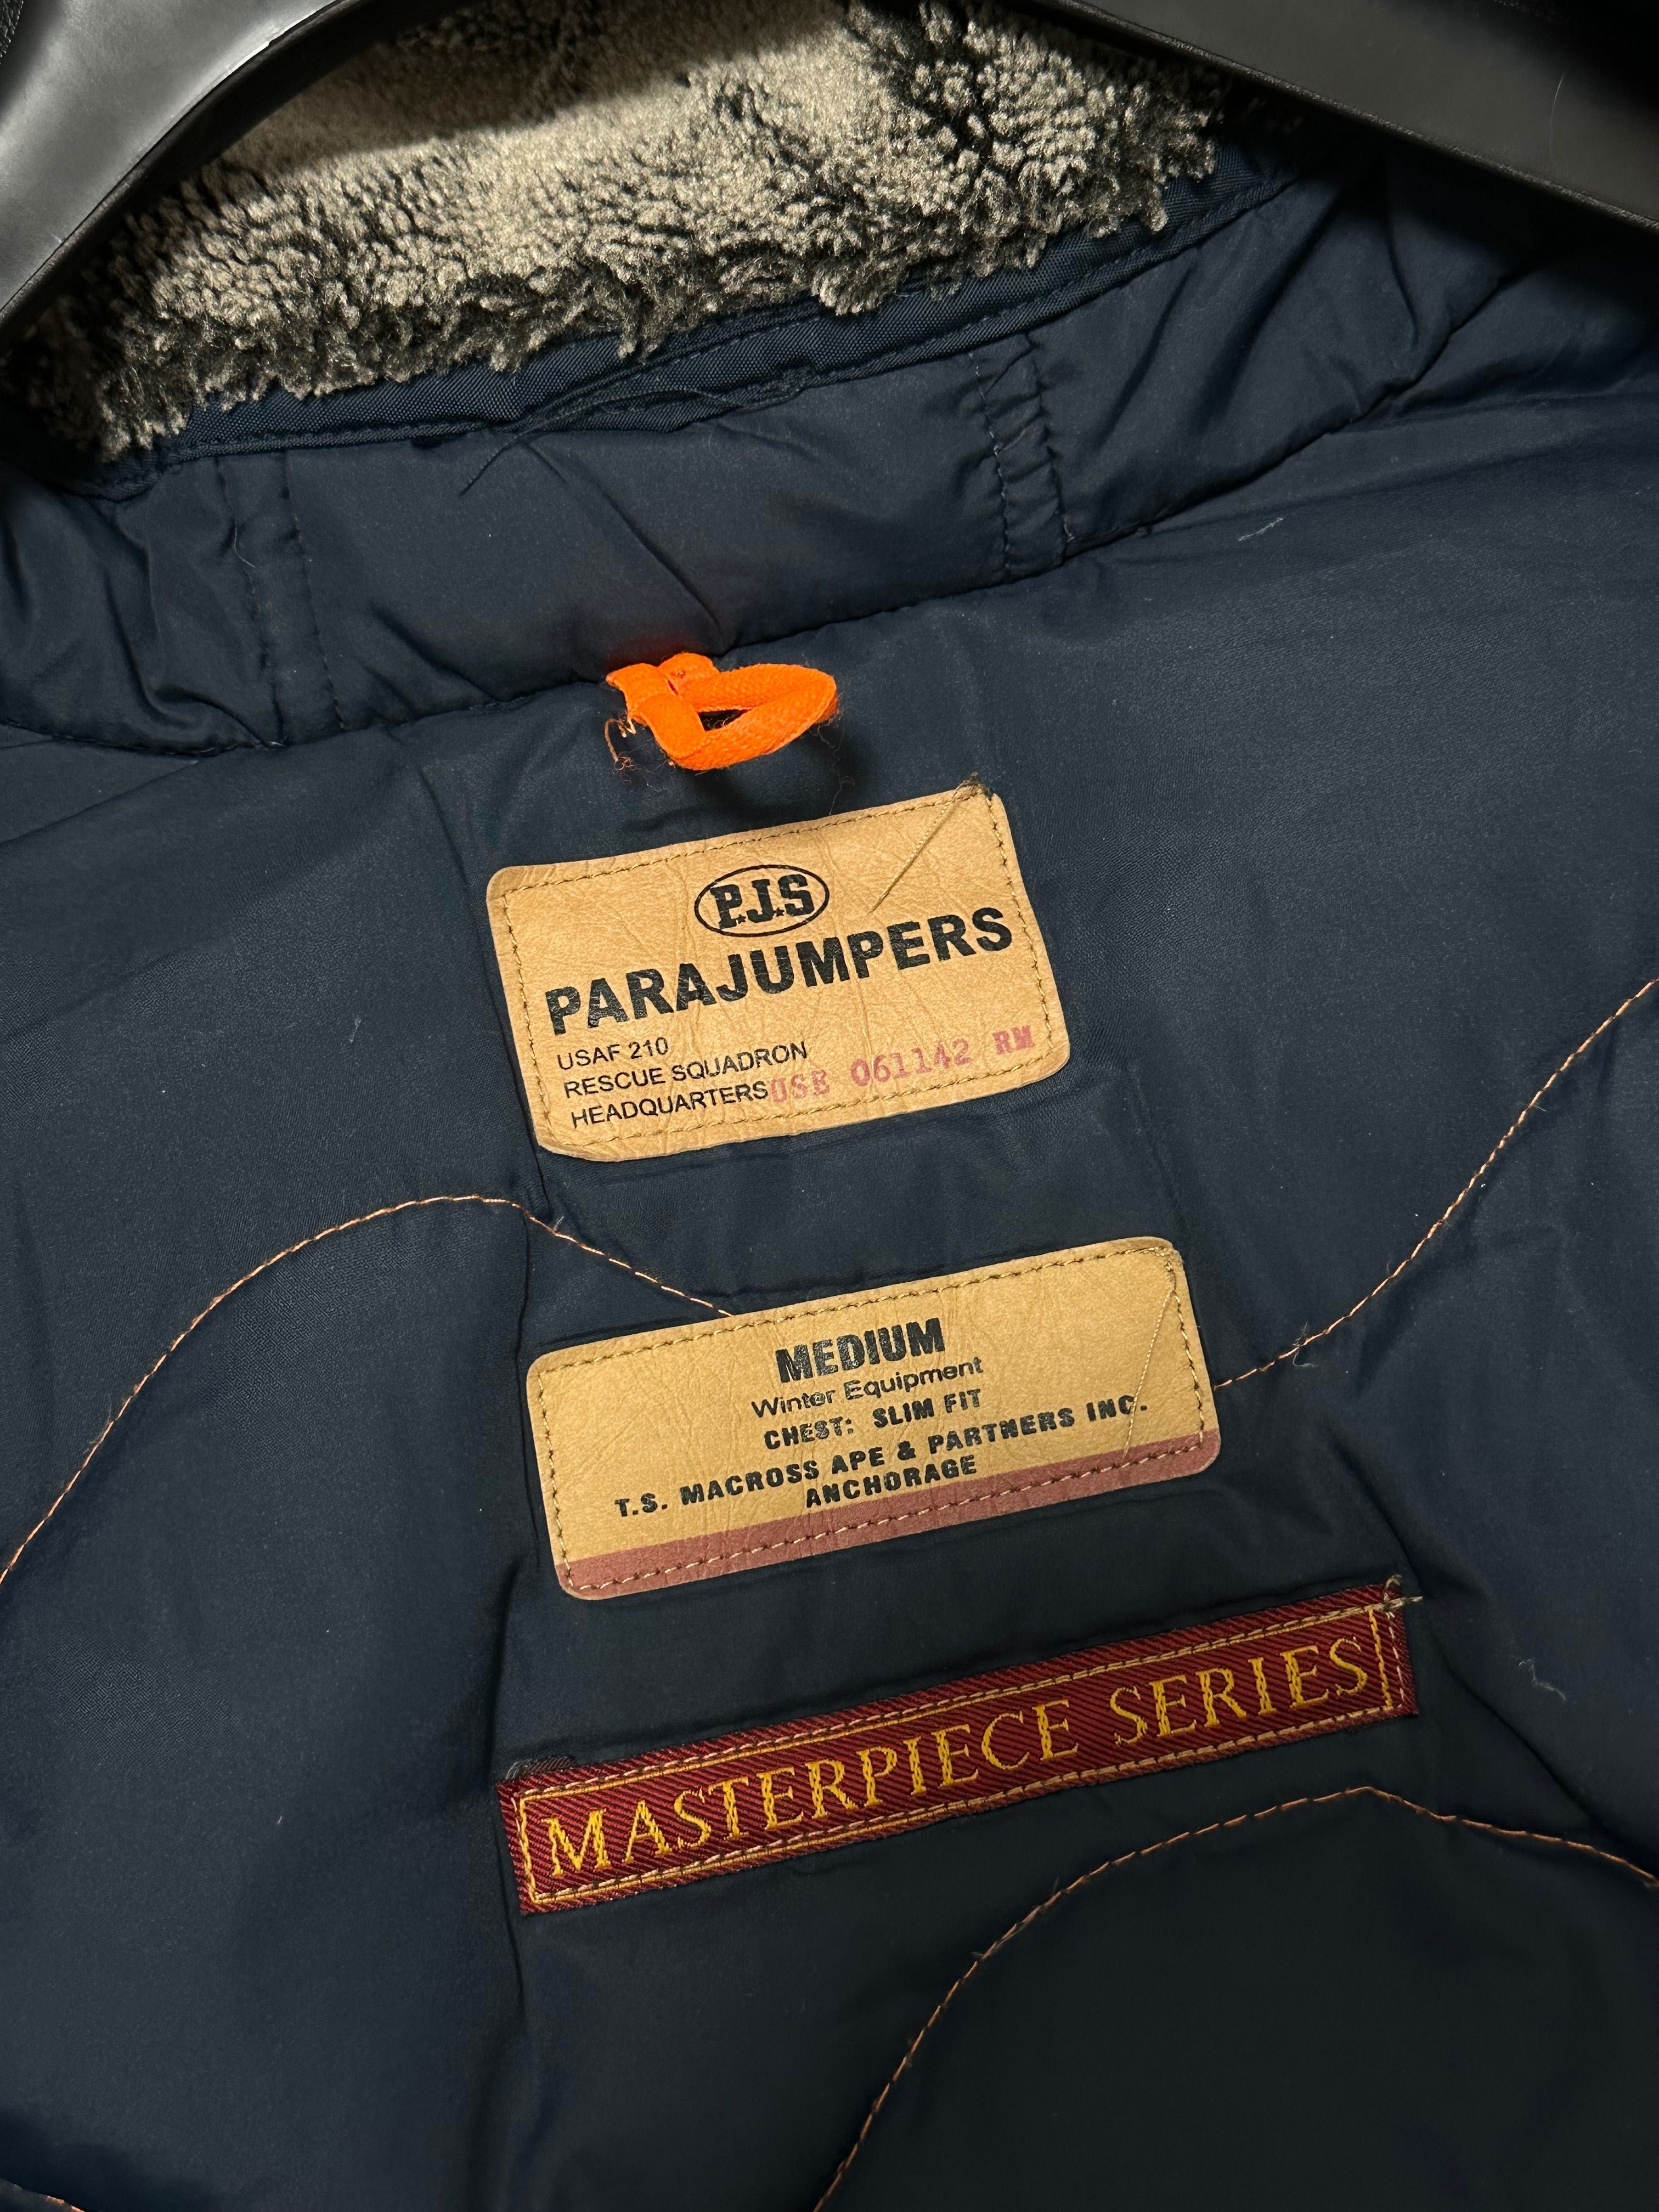 P.J.S
PARAJUMPERS
USAF 210
RESCUE SQUADRON
HEADQUARTERS USB 061142 RM
MEDIUM
Winter Equipment
CHEST: SLIM FIT
T.S. MACROSS APE & PARTNERS INC.
ANCHORAGE
MASTERPIECE SERIES